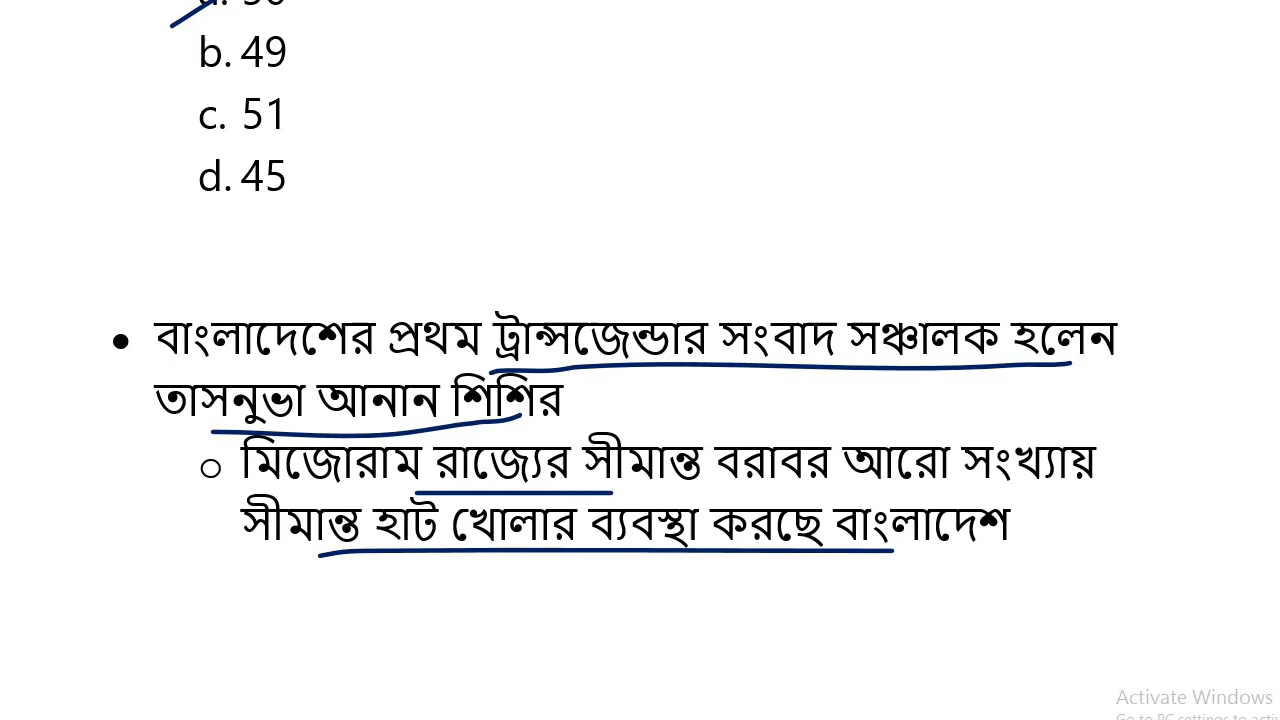 b. 49
c. 51
d. 45
• বাংলাদেশের প্রথম ট্রান্সজেন্ডার সংবাদ সঞ্চালক হলেন
তাসনুভা আনান শিশির
o মিজোরাম রাজ্যের সীমান্ত বরাবর আরো সংখ্যায়
সীমান্ত হাট খোলার ব্যবস্থা করছে বাংলাদেশ
Activate Windows